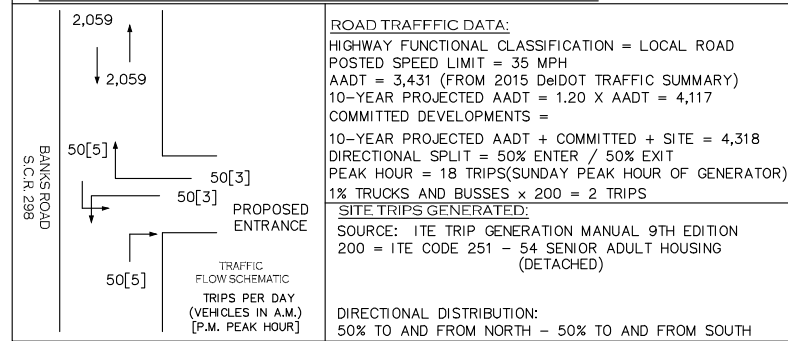 2,059
2,059
BANKS ROAD
S.C.R. 298
50[5]
50[3]
50[3]
PROPOSED
ENTRANCE
50[5]
TRAFFIC
FLOW SCHEMATIC
TRIPS PER DAY
(VEHICLES IN A.M.)
[P.M. PEAK HOUR]
ROAD TRAFFFIC DATA:
HIGHWAY FUNCTIONAL CLASSIFICATION = LOCAL ROAD
POSTED SPEED LIMIT = 35 MPH
AADT = 3,431 (FROM 2015 DelDOT TRAFFIC SUMMARY)
10-YEAR PROJECTED AADT = 1.20 X AADT = 4,117
COMMITTED DEVELOPMENTS =
10-YEAR PROJECTED AADT + COMMITTED + SITE = 4,318
DIRECTIONAL SPLIT = 50% ENTER / 50% EXIT
PEAK HOUR = 18 TRIPS(SUNDAY PEAK HOUR OF GENERATOR)
1% TRUCKS AND BUSSES x 200 = 2 TRIPS
SITE TRIPS GENERATED:
SOURCE: ITE TRIP GENERATION MANUAL 9TH EDITION
200 = ITE CODE 251 - 54 SENIOR ADULT HOUSING
(DETACHED)
DIRECTIONAL DISTRIBUTION:
50% TO AND FROM NORTH - 50% TO AND FROM SOUTH